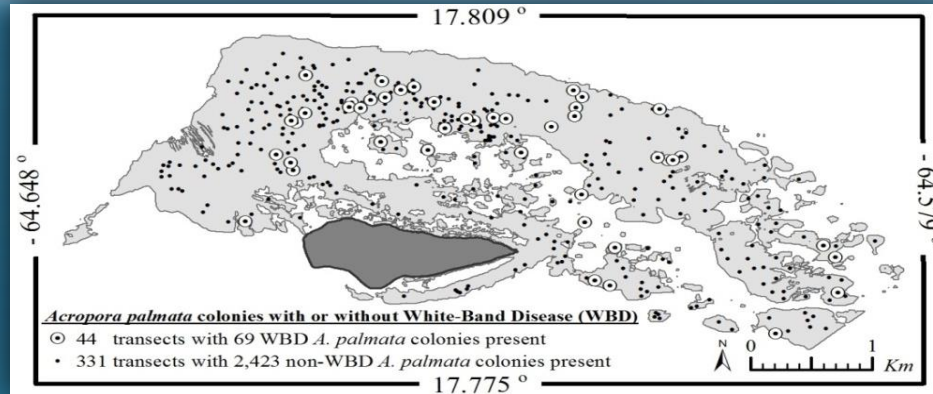 17.809 °
- 64.648 °
- 64.579 °
Acropora palmata colonies with or without White-Band Disease (WBD)
44 transects with 69 WBD A. palmata colonies present
331 transects with 2,423 non-WBD A. palmata colonies present
N
0 1
Km
17.775 °